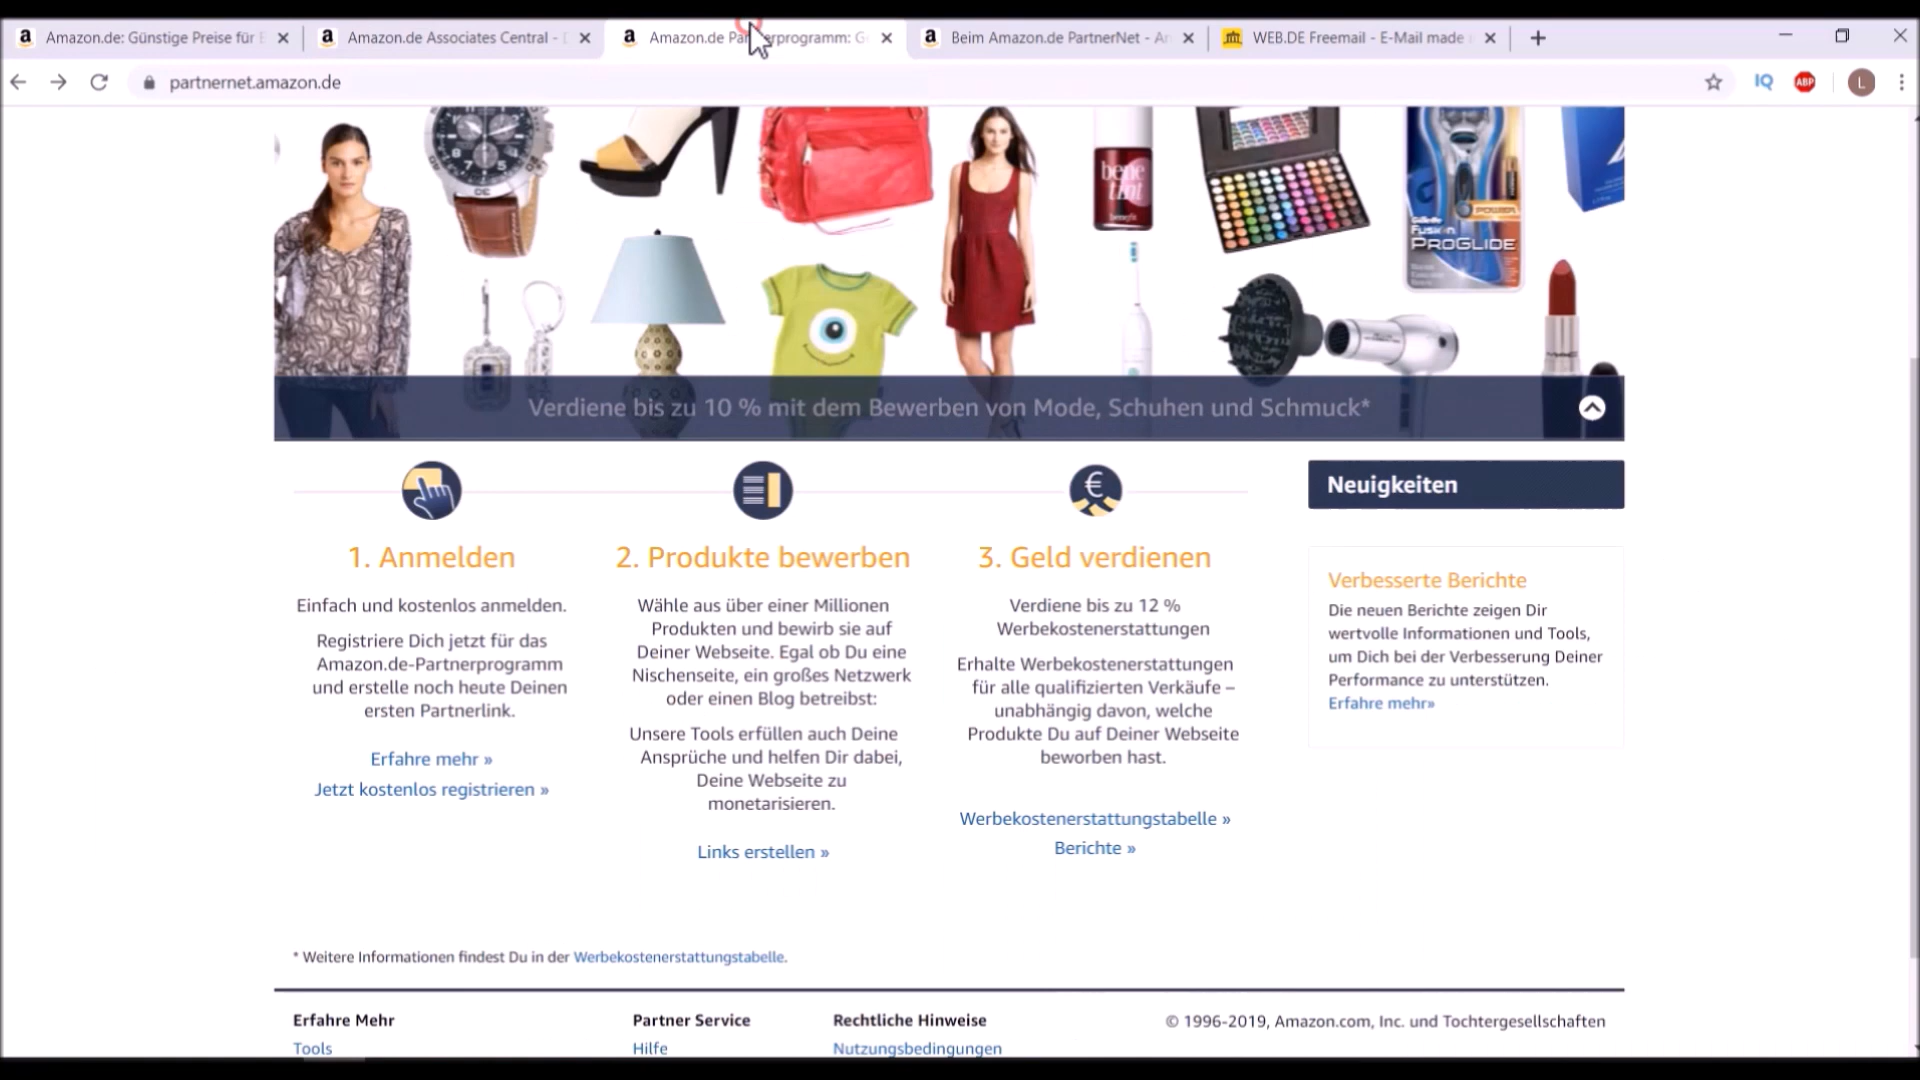 Amazon.de: Günstige Preise für
Amazon.de Associates Central -
Amazon.de
Beim Amazon.de PartnerNet -
WEB.DE Freemail - E-Mail made
partnernet.amazon.de
IQ
ABP
L
bene
tint
benefit
Gillette
Fusion
POWER
PROGLIDE
Verdiene bis zu 10 % mit dem Bewerben von Mode, Schuhen und Schmuck*
1. Anmelden
Einfach und kostenlos anmelden.
Registriere Dich jetzt für das
Amazon.de-Partnerprogramm
und erstelle noch heute Deinen
ersten Partnerlink.
Erfahre mehr »
Jetzt kostenlos registrieren »
2. Produkte bewerben
Wähle aus über einer Millionen
Produkten und bewirb sie auf
Deiner Webseite. Egal ob Du eine
Nischenseite, ein großes Netzwerk
oder einen Blog betreibst:
Unsere Tools erfüllen auch Deine
Ansprüche und helfen Dir dabei,
Deine Webseite zu
monetarisieren.
Links erstellen »
€
3. Geld verdienen
Verdiene bis zu 12 %
Werbekostenerstattungen
Erhalte Werbekostenerstattungen
für alle qualifizierten Verkäufe –
unabhängig davon, welche
Produkte Du auf Deiner Webseite
beworben hast.
Werbekostenerstattungstabelle »
Berichte »
Neuigkeiten
Verbesserte Berichte
Die neuen Berichte zeigen Dir
wertvolle Informationen und Tools,
um Dich bei der Verbesserung Deiner
Performance zu unterstützen.
Erfahre mehr»
* Weitere Informationen findest Du in der Werbekostenerstattungstabelle.
Erfahre Mehr
Tools
Partner Service
Hilfe
Rechtliche Hinweise
Nutzungsbedingungen
© 1996-2019, Amazon.com, Inc. und Tochtergesellschaften